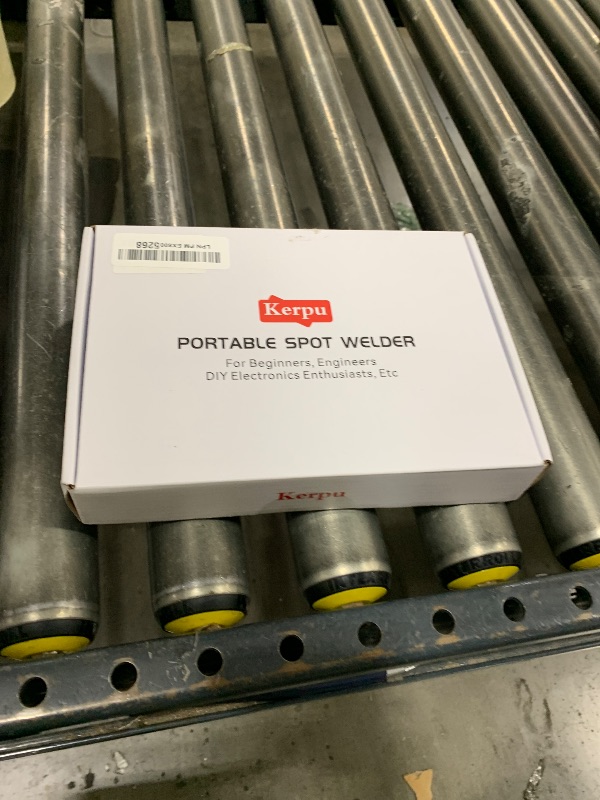 Kerpu
PORTABLE SPOT WELDER
For Beginners, Engineers
DIY Electronics Enthusiasts, Etc
Kerpu